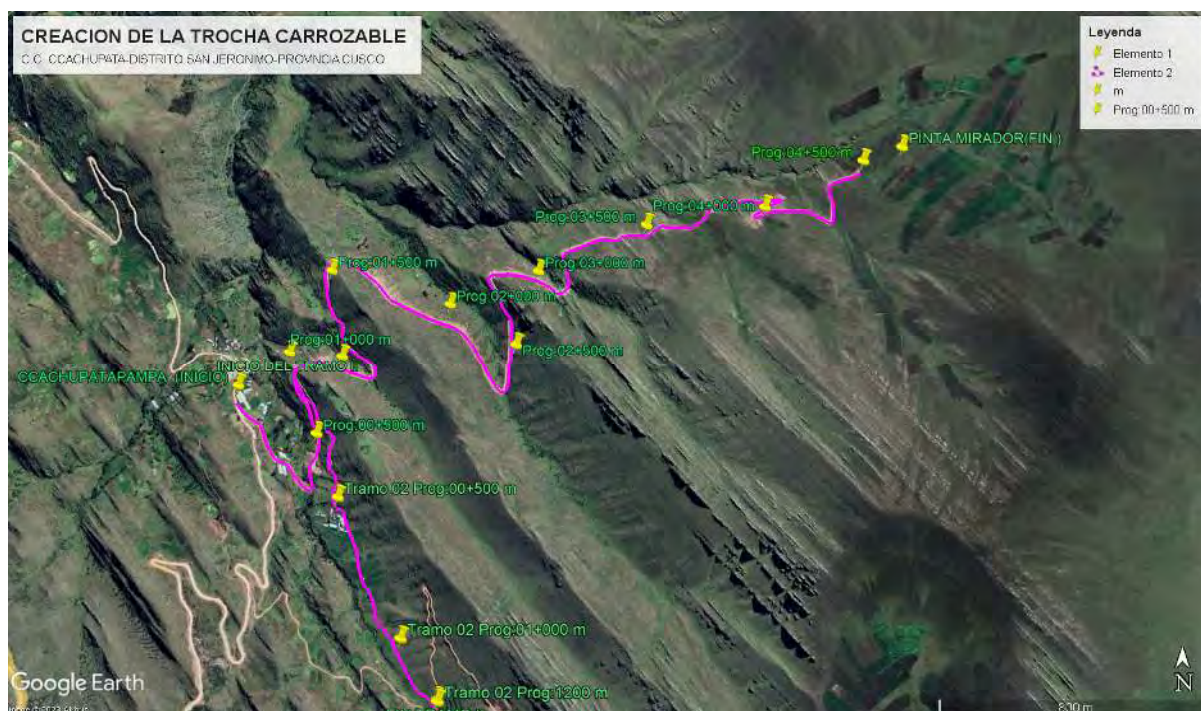 CREACION DE LA TROCHA CARROZABLE
C.C. CCACHUPATA-DISTRITO SAN JERONIMO-PROVINCIA CUSCO
Leyenda
Elemento 1
Elemento 2
m
Prog:00+500 m
PINTA MIRADOR(FIN )
Prog:04+500 m
Prog:04+000 m
Prog:03+500 m
Prog:03+000 m
Prog:01+500 m
Prog:02+000 m
Prog:02+500 m
Prog:01+000 m
INICIO DEL TRAMO II
CCACHUPATAPAMPA (INICIO)
Prog:00+500 m
Tramo 02 Prog:00+500 m
Tramo 02 Prog:01+000 m
Tramo 02 Prog:1200 m
Google Earth
N
800 m